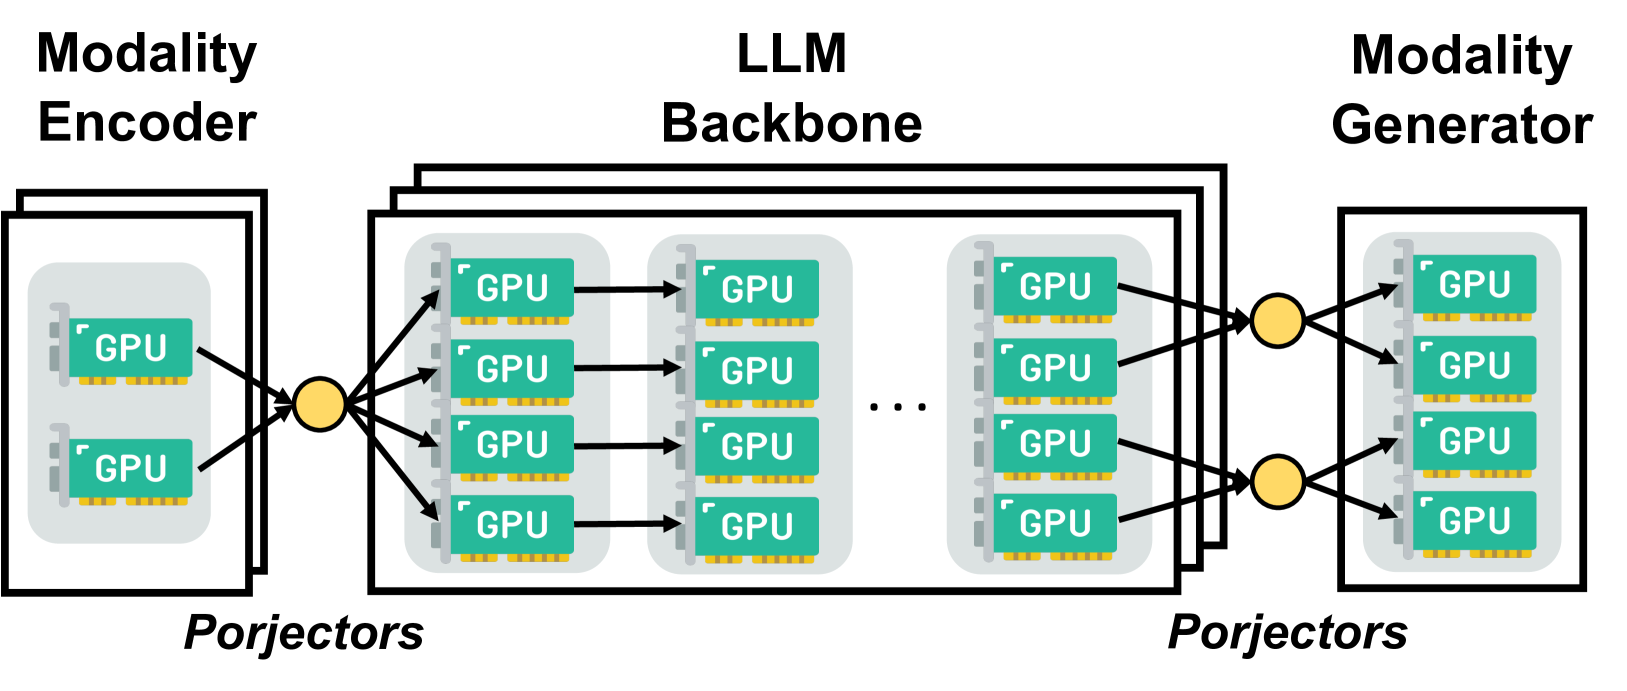 Modality
Encoder
LLM
Backbone
Modality
Generator
GPU
GPU
GPU
GPU
GPU
GPU
GPU
GPU
GPU
GPU
...
GPU
GPU
GPU
GPU
GPU
GPU
GPU
GPU
Porjectors
Porjectors